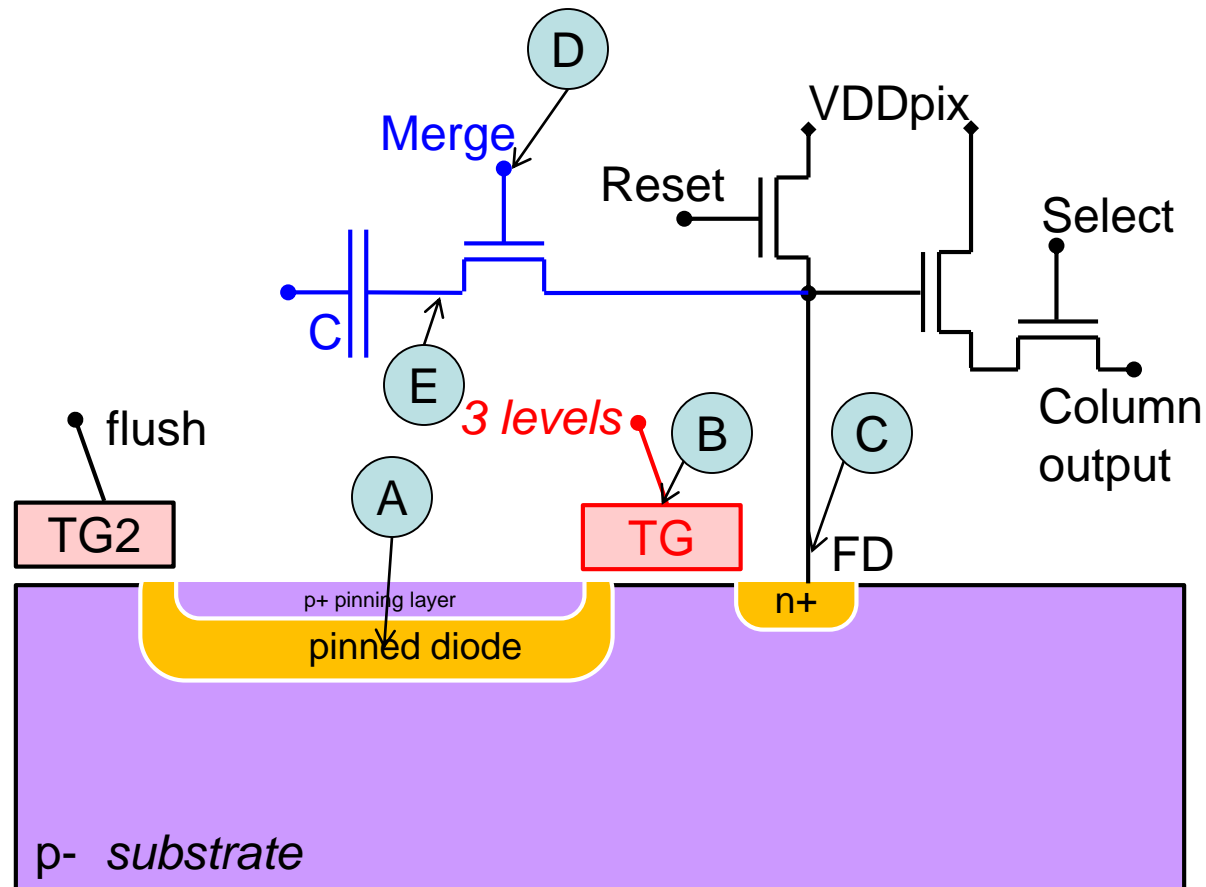 D
VDDpix
Merge
Reset
Select
C
E
3 levels
B
C
Column
output
flush
A
TG2
TG
FD
p+ pinning layer
n+
pinned diode
p- substrate